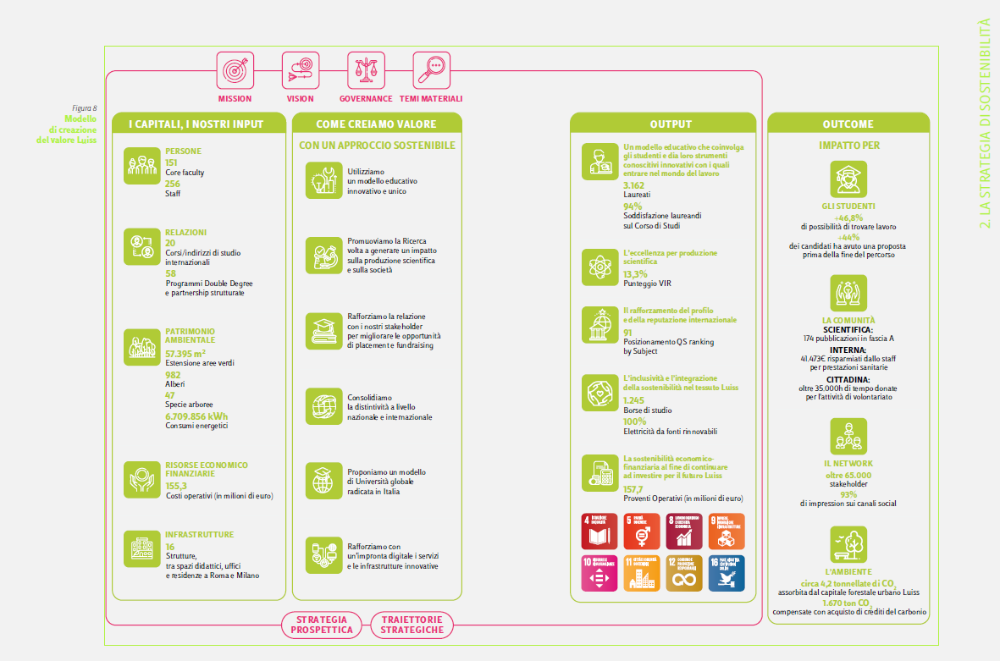 2. LA STRATEGIA DI SOSTENIBILITÀ
Figura 8
Modello
di creazione
del valore Luiss
MISSION
VISION
GOVERNANCE
TEMI MATERIALI
I CAPITALI, I NOSTRI INPUT
PERSONE
151
Core faculty
256
Staff
RELAZIONI
20
Corsi/indirizzi di studio
internazionali
58
Programmi Double Degree
e partnership strutturate
PATRIMONIO
AMBIENTALE
57.395 m²
Estensione aree verdi
982
Alberi
47
Specie arboree
6.709.856 kWh
Consumi energetici
RISORSE ECONOMICO
FINANZIARIE
155,3
Costi operativi (in milioni di euro)
INFRASTRUTTURE
16
Strutture,
tra spazi didattici, uffici
e residenze a Roma e Milano
COME CREIAMO VALORE
CON UN APPROCCIO SOSTENIBILE
Utilizziamo
un modello educativo
innovativo e unico
Promuoviamo la Ricerca
volta a generare un impatto
sulla produzione scientifica
e sulla società
Rafforziamo la relazione
con i nostri stakeholder
per migliorare le opportunità
di placement e fundraising
Consolidiamo
la distintività a livello
nazionale e internazionale
Proponiamo un modello
di Università globale
radicata in Italia
Rafforziamo con
un'impronta digitale i servizi
e le infrastrutture innovative
OUTPUT
Un modello educativo che coinvolga
gli studenti e dia loro strumenti
conoscitivi innovativi con i quali
entrare nel mondo del lavoro
3.162
Laureati
94%
Soddisfazione laureandi
sul Corso di Studi
L'eccellenza per produzione
scientifica
13,3%
Punteggio VIR
Il rafforzamento del profilo
e della reputazione internazionale
91
Posizionamento QS ranking
by Subject
L'inclusività e l'integrazione
della sostenibilità nel tessuto Luiss
1.245
Borse di studio
100%
Elettricità da fonti rinnovabili
La sostenibilità economico-
finanziaria al fine di continuare
ad investire per il futuro Luiss
157,7
Proventi Operativi (in milioni di euro)
4
5
8
9
10
11
12
16
OUTCOME
IMPATTO PER
GLI STUDENTI
+46,8%
di possibilità di trovare lavoro
+44%
dei candidati ha avuto una proposta
prima della fine del percorso
LA COMUNITÀ
SCIENTIFICA:
174 pubblicazioni in fascia A
INTERNA:
41.473€ risparmiati dallo staff
per prestazioni sanitarie
CITTADINA:
oltre 35.000h di tempo donate
per l'attività di volontariato
IL NETWORK
oltre 65.000
stakeholder
93%
di impression sui canali social
L'AMBIENTE
circa 4,2 tonnellate di CO₂
assorbita dal capitale forestale urbano Luiss
1.670 ton CO₂
compensate con acquisto di crediti del carbonio
STRATEGIA
PROSPETTICA
TRAIETTORIE
STRATEGICHE